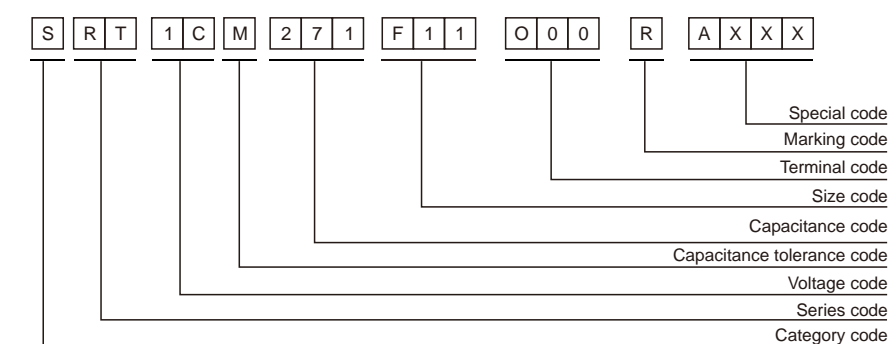 S R T 1 C M 2 7 1 F 1 1 O 0 0 R A X X X
Special code
Marking code
Terminal code
Size code
Capacitance code
Capacitance tolerance code
Voltage code
Series code
Category code